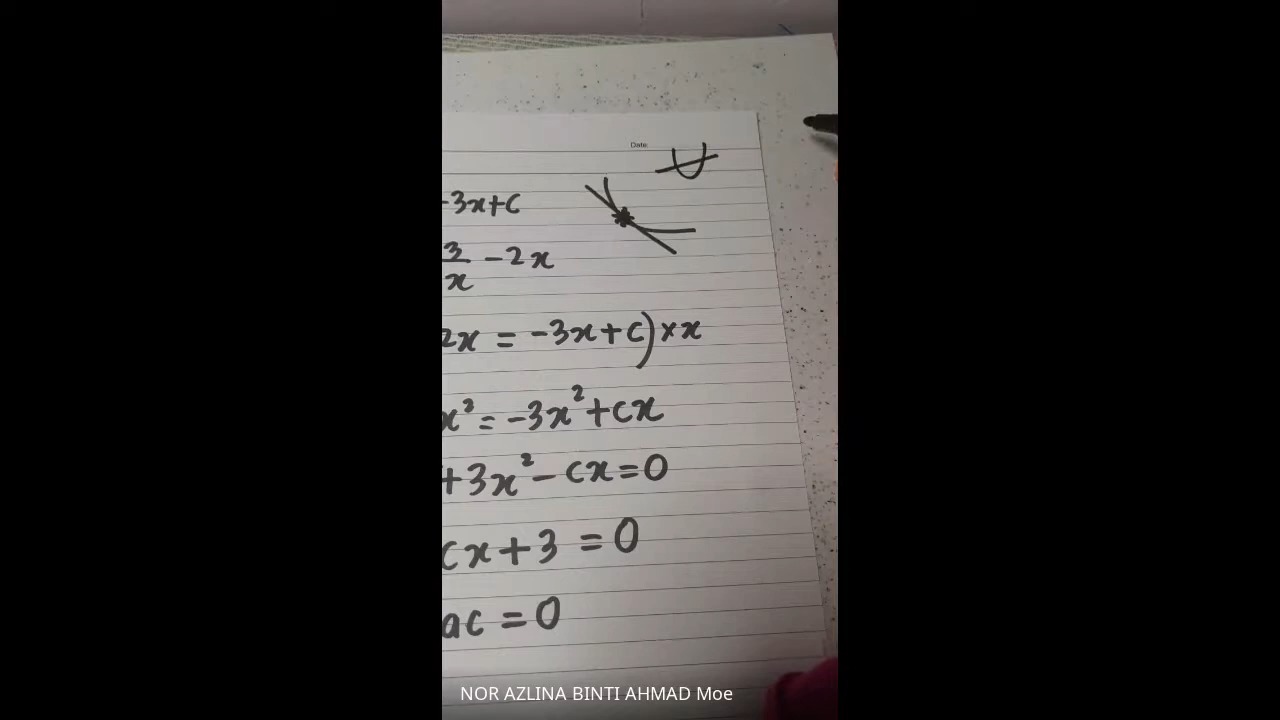 Date:
-3x+c
3/x -2x
2x = -3x+c) ×x
x² = -3x²+cx
+3x² - cx = 0
cx + 3 = 0
ac = 0
NOR AZLINA BINTI AHMAD Moe